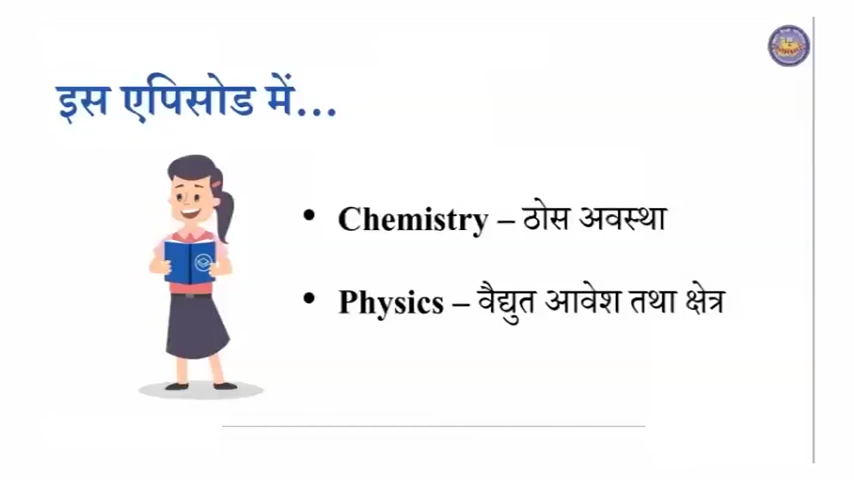 इस एपिसोड में...
• Chemistry – ठोस अवस्था
• Physics – वैद्युत आवेश तथा क्षेत्र